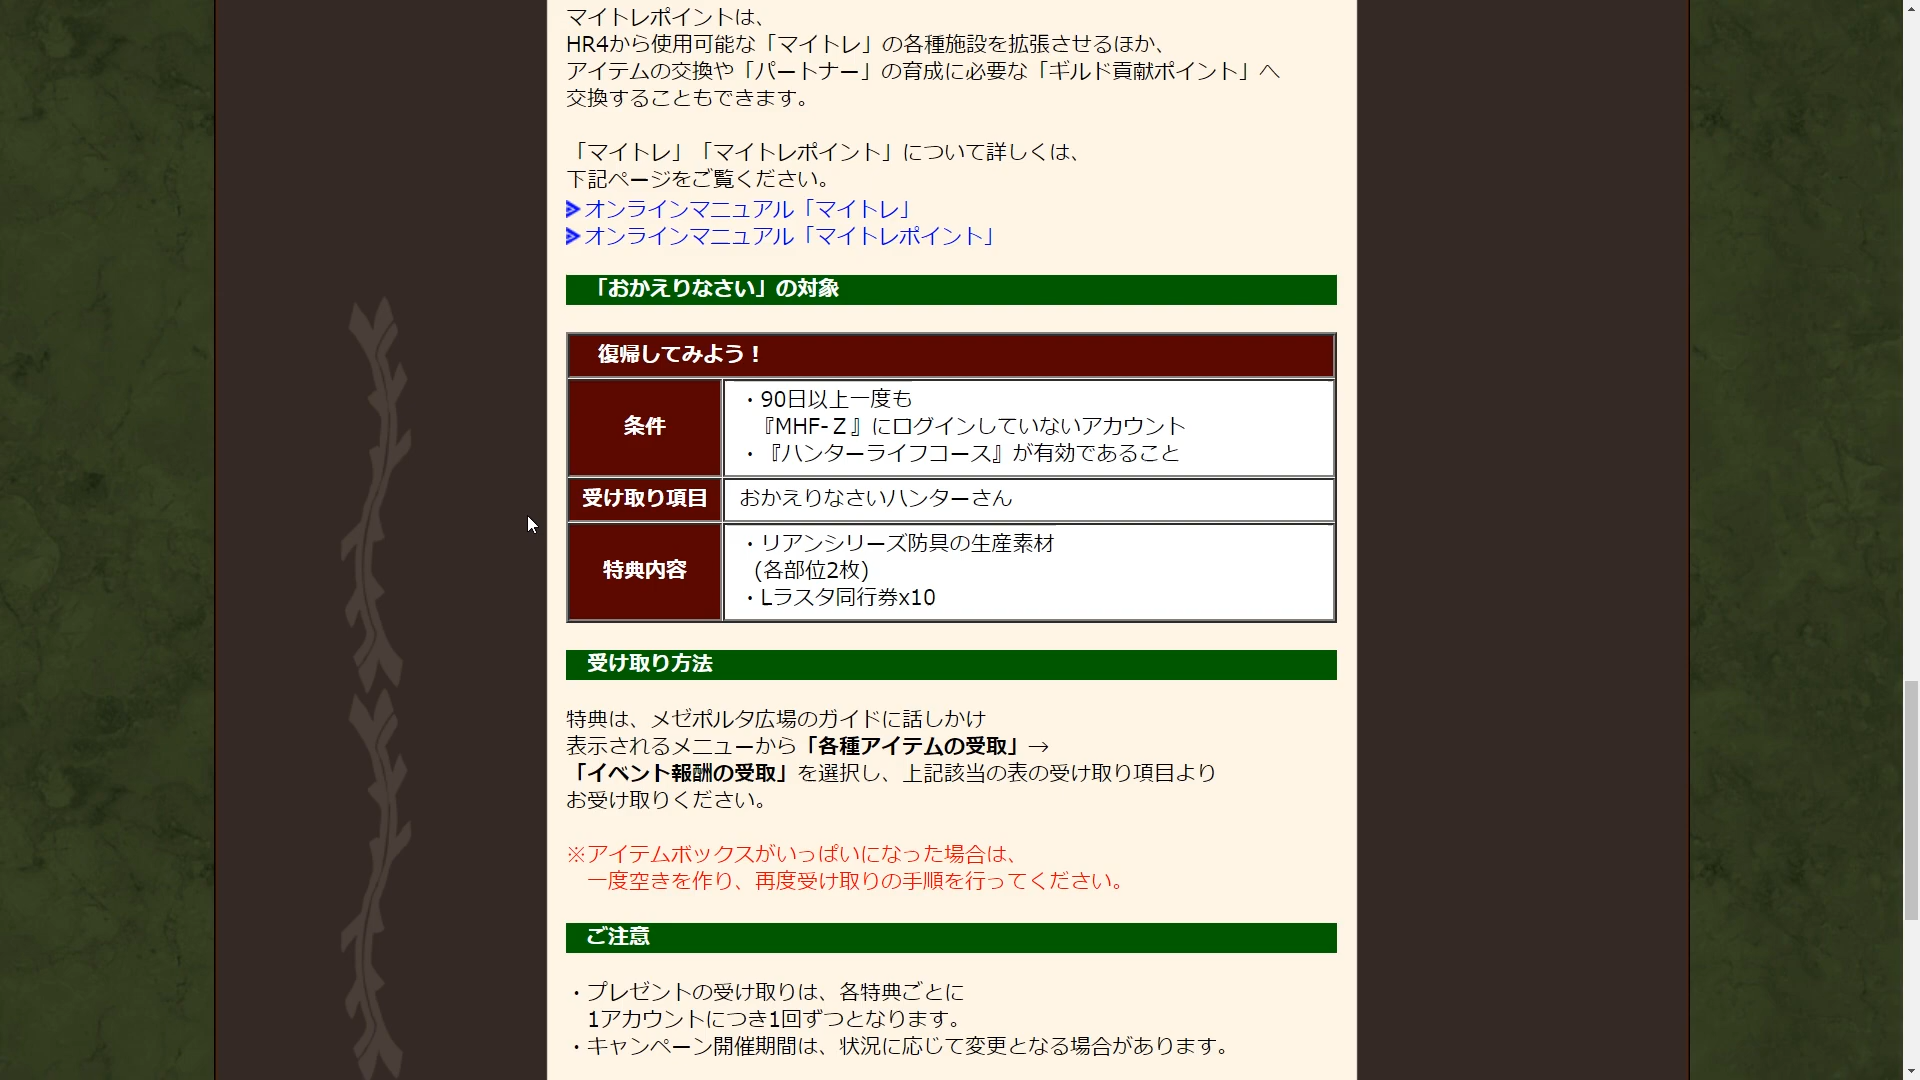 マイトレポイントは、
HR4から使用可能な「マイトレ」の各種施設を拡張させるほか、
アイテムの交換や「パートナー」の育成に必要な「ギルド貢献ポイント」へ
交換することもできます。
「マイトレ」「マイトレポイント」について詳しくは、
下記ページをご覧ください。
オンラインマニュアル「マイトレ」
オンラインマニュアル「マイトレポイント」
「おかえりなさい」の対象
復帰してみよう！
条件
・90日以上一度も
『MHF-Ｚ』にログインしていないアカウント
・『ハンターライフコース』が有効であること
受け取り項目
おかえりなさいハンターさん
特典内容
・リアンシリーズ防具の生産素材
(各部位2枚)
・Lラスタ同行券x10
受け取り方法
特典は、メゼポルタ広場のガイドに話しかけ
表示されるメニューから「各種アイテムの受取」→
「イベント報酬の受取」を選択し、上記該当の表の受け取り項目より
お受け取りください。
※アイテムボックスがいっぱいになった場合は、
一度空きを作り、再度受け取りの手順を行ってください。
ご注意
・プレゼントの受け取りは、各特典ごとに
1アカウントにつき1回ずつとなります。
・キャンペーン開催期間は、状況に応じて変更となる場合があります。